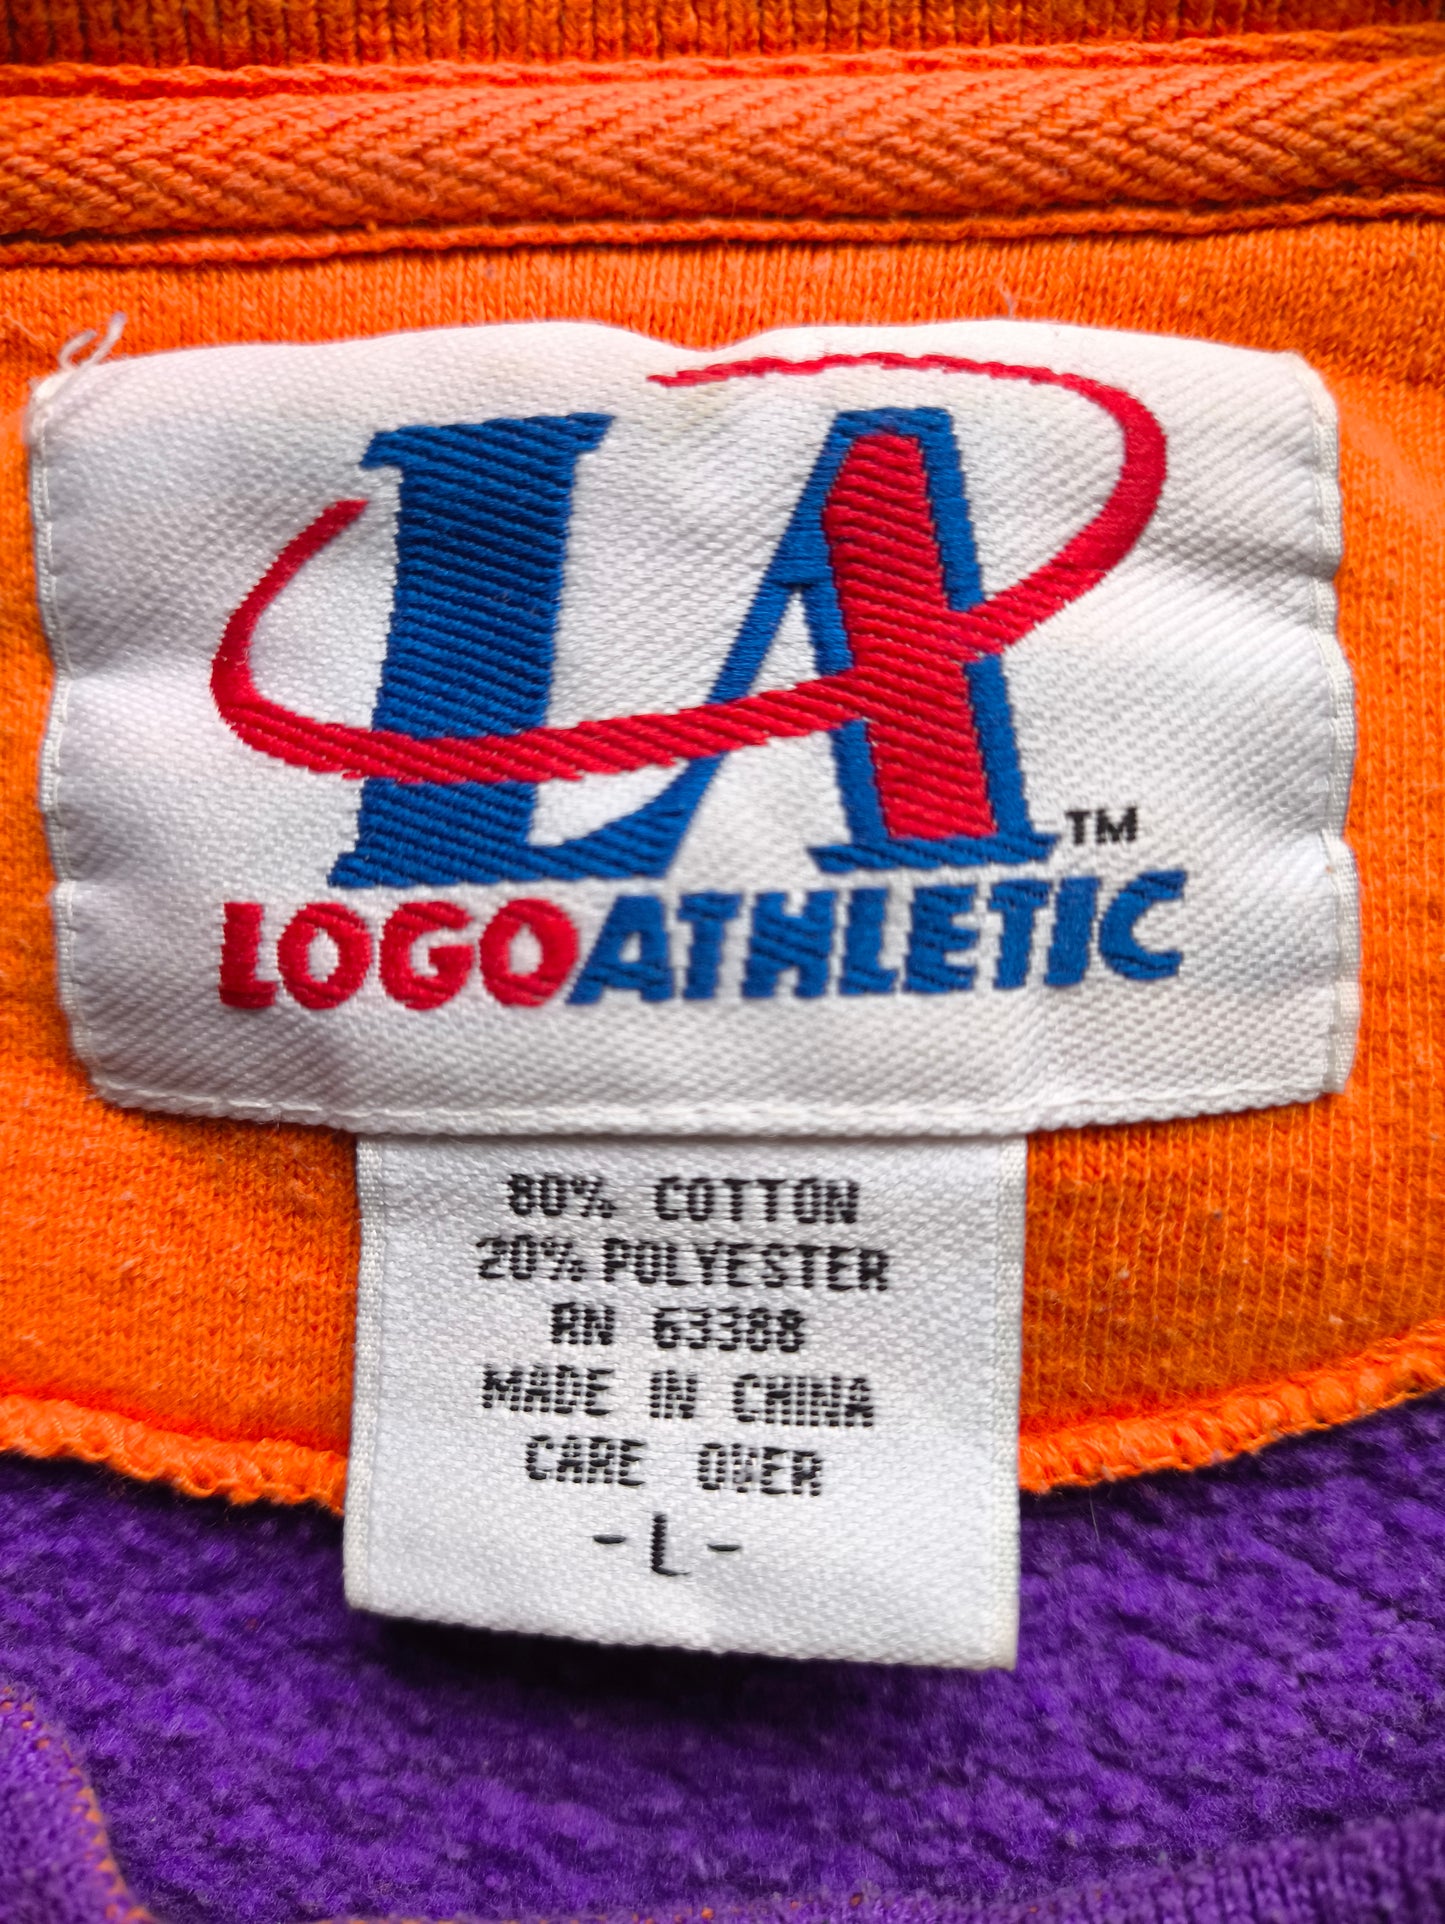 LA
TM
LOGOATHLETIC
80% COTTON
20% POLYESTER
RN 63388
MADE IN CHINA
CARE OVER
-L-